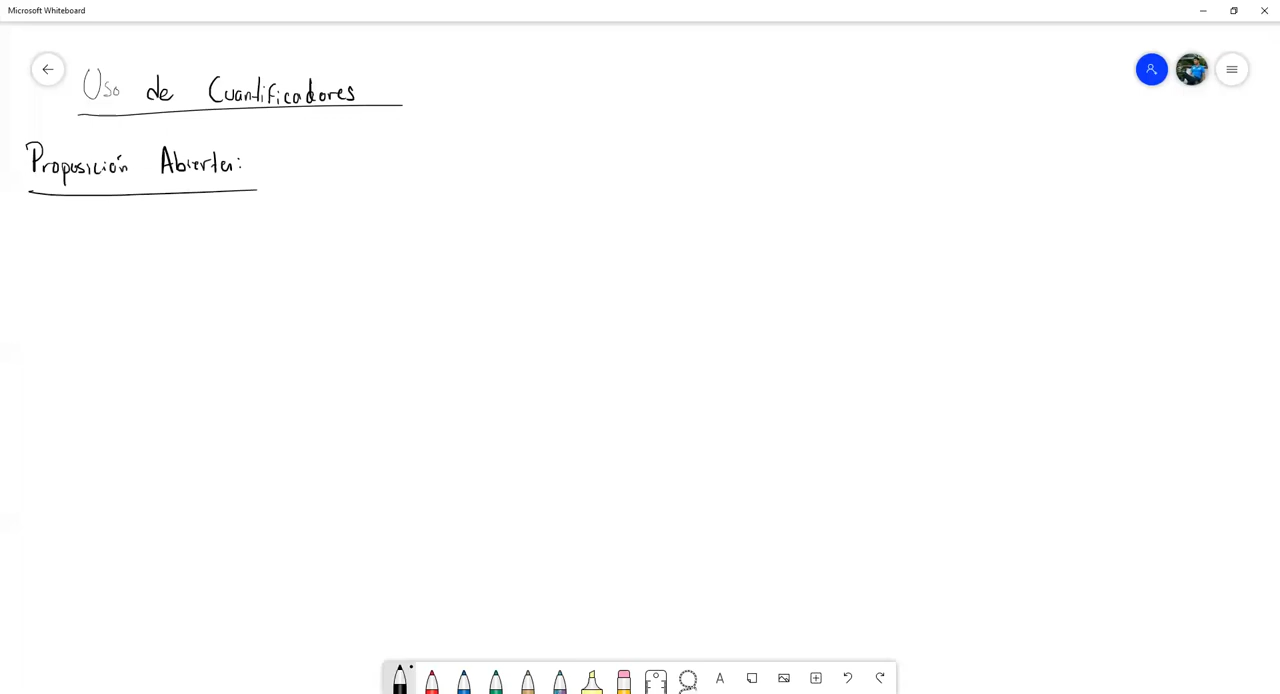 Microsoft Whiteboard
Uso de Cuantificadores
Proposición Abierta: